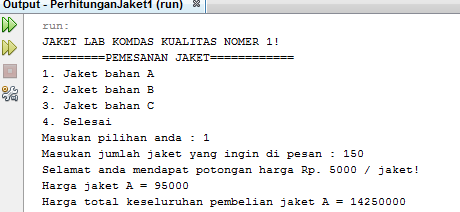 Output - PerhitunganJaket1 (run)
run:
JAKET LAB KOMDAS KUALITAS NOMER 1!
=========PEMESANAN JAKET============
1. Jaket bahan A
2. Jaket bahan B
3. Jaket bahan C
4. Selesai
Masukan pilihan anda : 1
Masukan jumlah jaket yang ingin di pesan : 150
Selamat anda mendapat potongan harga Rp. 5000 / jaket!
Harga jaket A = 95000
Harga total keseluruhan pembelian jaket A = 14250000